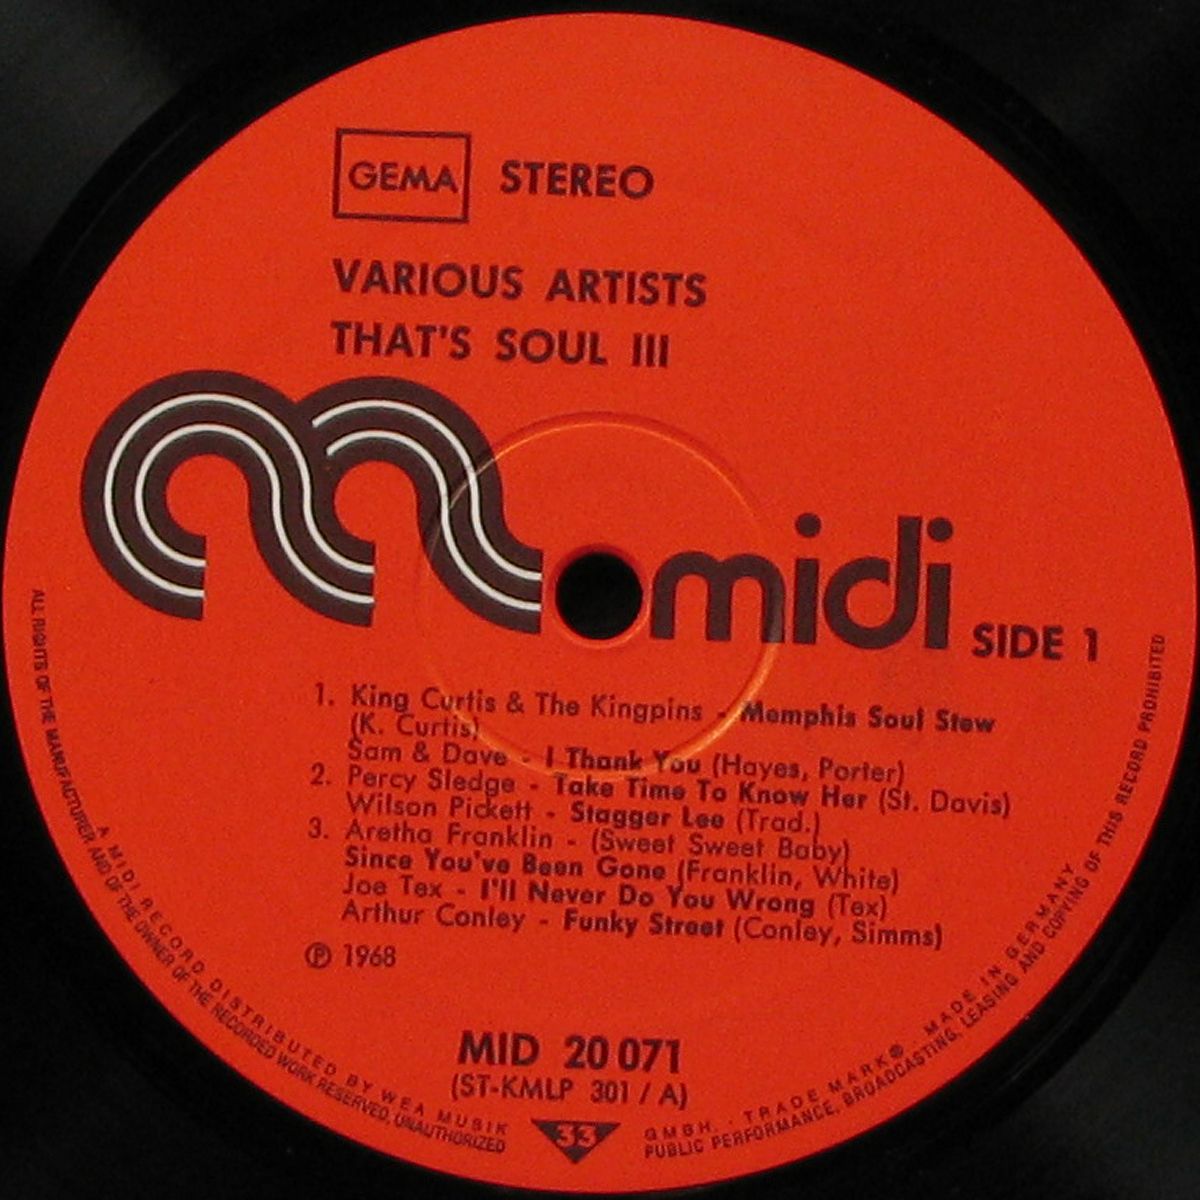 GEMA STEREO
VARIOUS ARTISTS
THAT'S SOUL III
midi
SIDE 1
1. King Curtis & The Kingpins - Memphis Soul Stew
(K. Curtis)
Sam & Dave - I Thank You (Hayes, Porter)
2. Percy Sledge - Take Time To Know Her (St. Davis)
Wilson Pickett - Stagger Lee (Trad.)
3. Aretha Franklin - (Sweet Sweet Baby)
Since You've Been Gone (Franklin, White)
Joe Tex - I'll Never Do You Wrong (Tex)
Arthur Conley - Funky Street (Conley, Simms)
℗ 1968
MID 20 071
(ST-KMLP 301 / A)
33
A MIDI RECORD DISTRIBUTED BY WEA MUSIK GMBH. . TRADE MARK® MADE IN GERMANY
ALL RIGHTS OF THE MANUFACTURER AND OF THE OWNER OF THE RECORDED WORK RESERVED, UNAUTHORIZED PUBLIC PERFORMANCE, BROADCASTING, LEASING AND COPYING OF THIS RECORD PROHIBITED